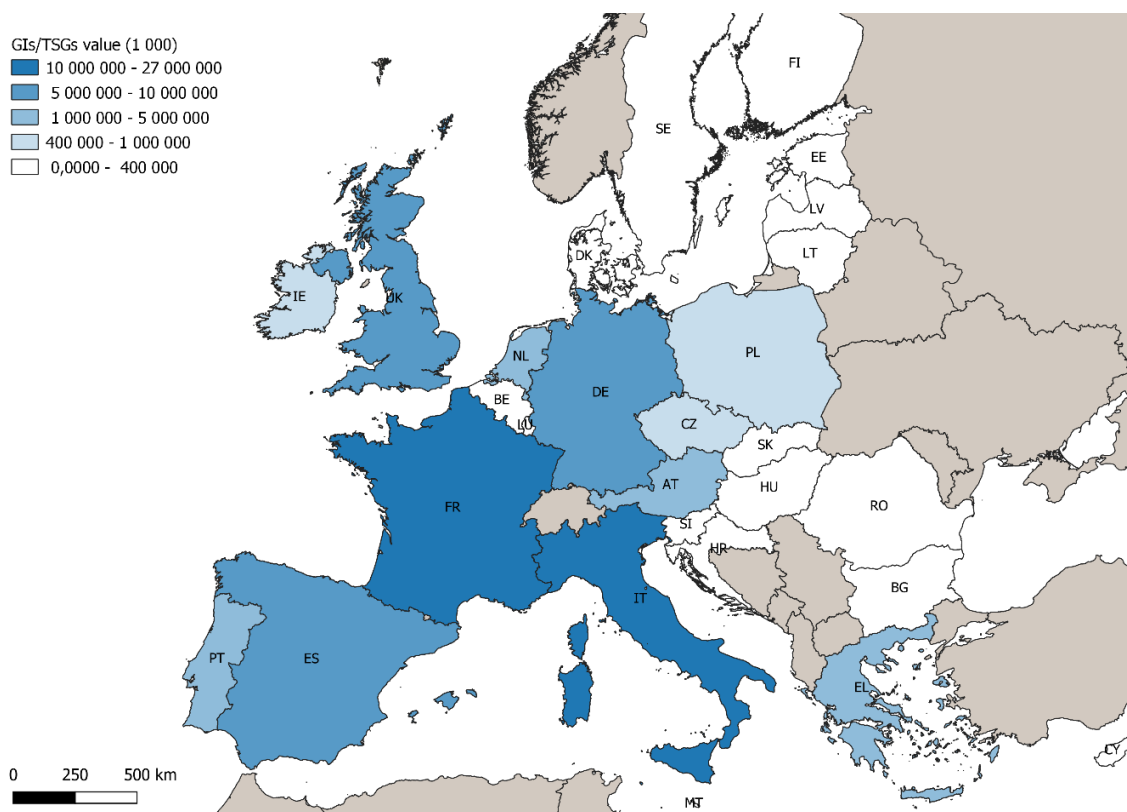 GIs/TSGs value (1 000)
10 000 000 - 27 000 000
5 000 000 - 10 000 000
1 000 000 - 5 000 000
400 000 - 1 000 000
0,0000 - 400 000
FI
SE
EE
LV
LT
DK
IE
UK
NL
PL
DE
BE
LU
CZ
SK
AT
HU
FR
SI
RO
HR
BG
IT
PT
ES
EL
CY
MT
0 250 500 km